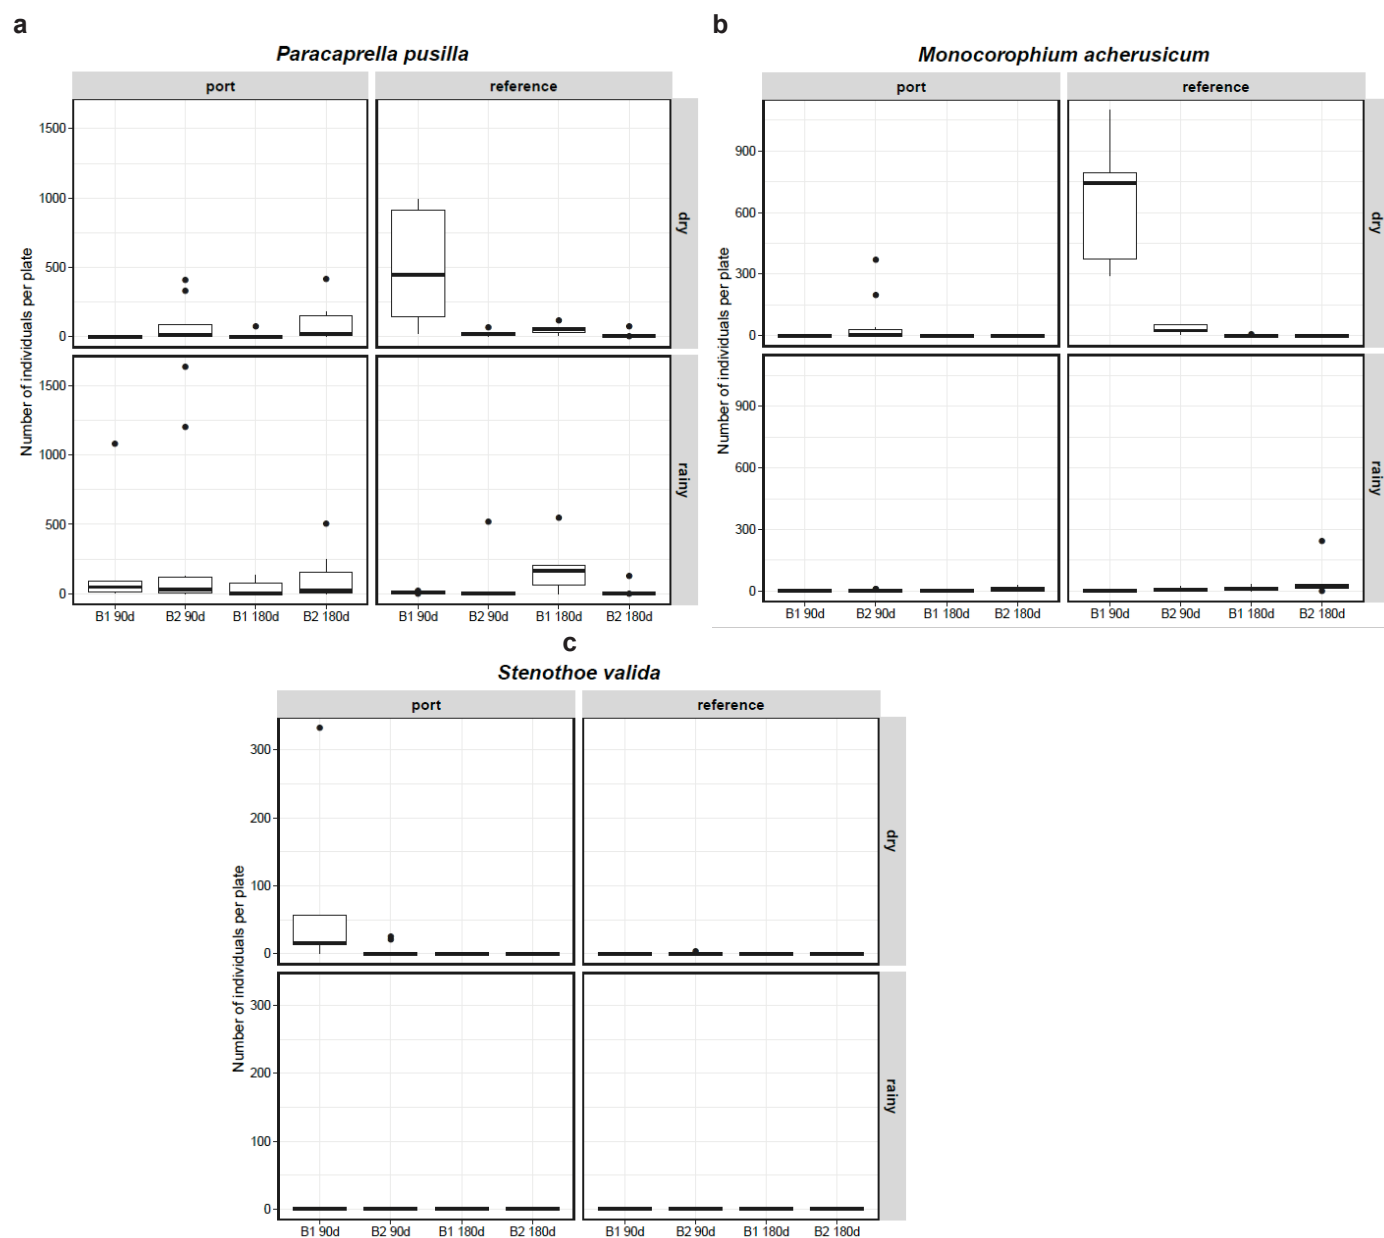 a
Paracaprella pusilla
port
reference
1500
1000
500
0
dry
1500
1000
500
0
rainy
Number of individuals per plate
B1 90d B2 90d B1 180d B2 180d
B1 90d B2 90d B1 180d B2 180d
b
Monocorophium acherusicum
port
reference
900
600
300
0
dry
900
600
300
0
rainy
Number of individuals per plate
B1 90d B2 90d B1 180d B2 180d
B1 90d B2 90d B1 180d B2 180d
c
Stenothoe valida
port
reference
300
200
100
0
dry
300
200
100
0
rainy
Number of individuals per plate
B1 90d B2 90d B1 180d B2 180d
B1 90d B2 90d B1 180d B2 180d